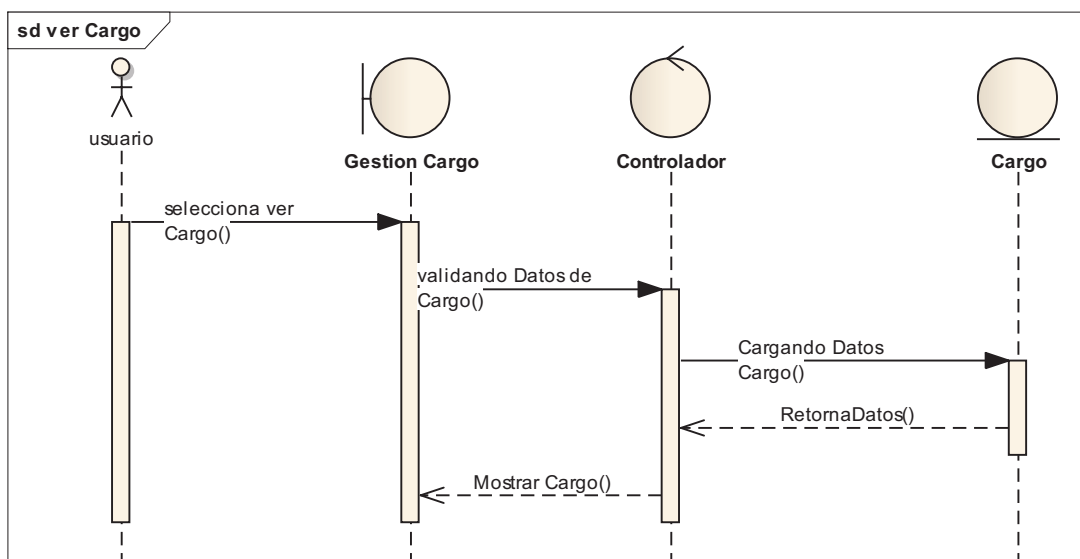 sd ver Cargo
usuario
Gestion Cargo
Controlador
Cargo
selecciona ver
Cargo()
validando Datos de
Cargo()
Cargando Datos
Cargo()
RetornaDatos()
Mostrar Cargo()